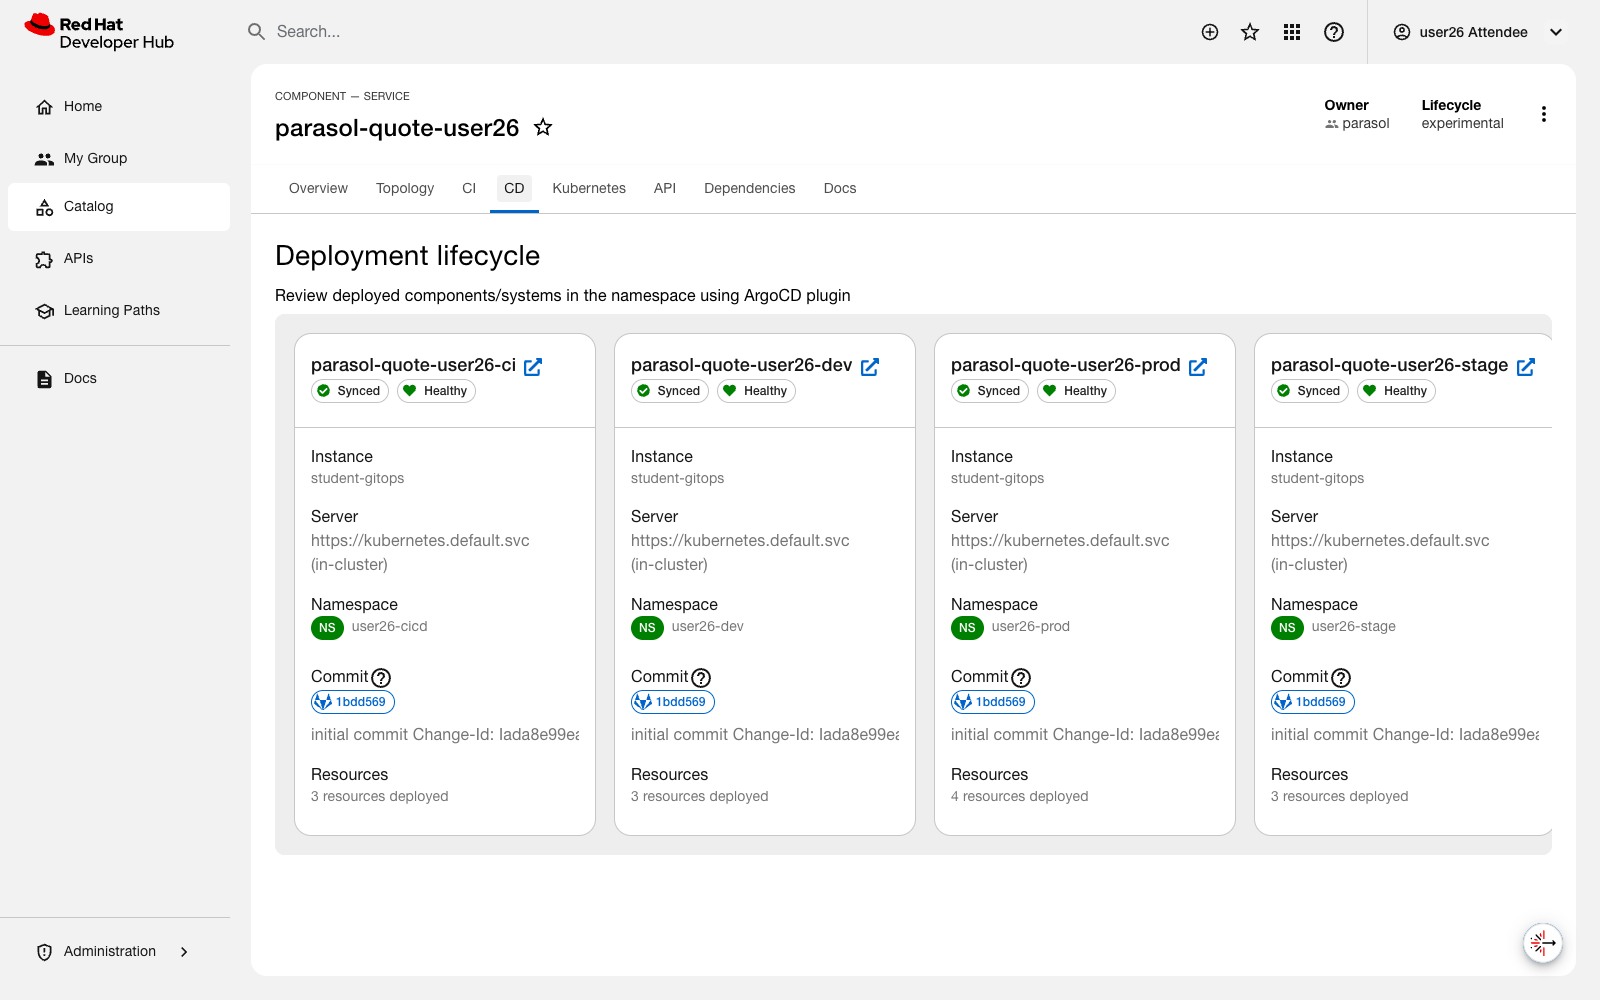 Red Hat
Developer Hub
Search...
user26 Attendee
Home
My Group
Catalog
APIs
Learning Paths
Docs
Administration
COMPONENT — SERVICE
parasol-quote-user26
Owner
parasol
Lifecycle
experimental
Overview
Topology
CI
CD
Kubernetes
API
Dependencies
Docs
Deployment lifecycle
Review deployed components/systems in the namespace using ArgoCD plugin
parasol-quote-user26-ci
Synced
Healthy
Instance
student-gitops
Server
https://kubernetes.default.svc
(in-cluster)
Namespace
NS user26-cicd
Commit
1bdd569
initial commit Change-Id: Iada8e99ea
Resources
3 resources deployed
parasol-quote-user26-dev
Synced
Healthy
Instance
student-gitops
Server
https://kubernetes.default.svc
(in-cluster)
Namespace
NS user26-dev
Commit
1bdd569
initial commit Change-Id: Iada8e99ea
Resources
3 resources deployed
parasol-quote-user26-prod
Synced
Healthy
Instance
student-gitops
Server
https://kubernetes.default.svc
(in-cluster)
Namespace
NS user26-prod
Commit
1bdd569
initial commit Change-Id: Iada8e99ea
Resources
4 resources deployed
parasol-quote-user26-stage
Synced
Healthy
Instance
student-gitops
Server
https://kubernetes.default.svc
(in-cluster)
Namespace
NS user26-stage
Commit
1bdd569
initial commit Change-Id: Iada8e99ea
Resources
3 resources deployed